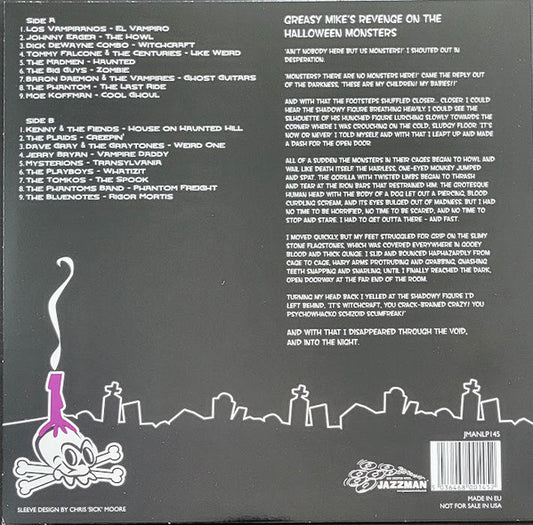 SIDE A
1. LOS VAMPIRANOS - EL VAMPIRO
2. JOHNNY EAGER - THE HOWL
3. DICK DEWAYNE COMBO - WITCHCRAFT
4. TOMMY FALCONE & THE CENTURIES - LIKE WEIRD
5. THE MADMEN - HAUNTED
6. THE BIG GUYS - ZOMBIE
7. BARON DAEMON & THE VAMPIRES - GHOST GUITARS
8. THE PHANTOM - THE LAST RIDE
9. MOE KOFFMAN - COOL GHOUL
SIDE B
1. KENNY & THE FIENDS - HOUSE ON HAUNTED HILL
2. THE PLAIDS - CREEPIN'
3. DAVE GRAY & THE GRAYTONES - WEIRD ONE
4. JERRY BRYAN - VAMPIRE DADDY
5. MYSTERIONS - TRANSYLVANIA
6. THE PLAYBOYS - WHATIZIT
7. THE TOMKOS - THE SPOOK
8. THE PHANTOMS BAND - PHANTOM FREIGHT
9. THE BLUENOTES - RIGOR MORTIS
GREASY MIKE'S REVENGE ON THE
HALLOWEEN MONSTERS
'AIN'T NOBODY HERE BUT US MONSTERS!' I SHOUTED OUT IN
DESPERATION.
'MONSTERS? THERE ARE NO MONSTERS HERE!' CAME THE REPLY OUT
OF THE DARKNESS, 'THESE ARE MY CHILDREN! MY BABIES!'
AND WITH THAT THE FOOTSTEPS SHUFFLED CLOSER... CLOSER. I COULD
HEAR THE SHADOWY FIGURE BREATHING HEAVILY. I COULD SEE THE
SILHOUETTE OF HIS HUNCHED FIGURE LURCHING SLOWLY TOWARDS THE
CORNER WHERE I WAS CROUCHING ON THE COLD, SLUDGY FLOOR. 'IT'S
NOW OR NEVER' I TOLD MYSELF AND WITH THAT I LEAPT UP AND MADE
A DASH FOR THE OPEN DOOR.
ALL OF A SUDDEN THE MONSTERS IN THEIR CAGES BEGAN TO HOWL AND
WAIL LIKE DEATH ITSELF. THE HAIRLESS, ONE-EYED MONKEY JUMPED
AND SPAT. THE GORILLA WITH TWISTED LIMBS BEGAN TO THRASH
AND TEAR AT THE IRON BARS THAT RESTRAINED HIM. THE GROTESQUE
HUMAN HEAD WITH THE BODY OF A DOG LET OUT A PIERCING, BLOOD
CURDLING SCREAM, AND ITS EYES BULGED OUT OF MADNESS. BUT I HAD
NO TIME TO BE HORRIFIED, NO TIME TO BE SCARED, AND NO TIME TO
STOP AND STARE. I HAD TO GET OUTTA THERE - AND FAST.
I MOVED QUICKLY, BUT MY FEET STRUGGLED FOR GRIP ON THE SLIMY
STONE FLAGSTONES, WHICH WAS COVERED EVERYWHERE IN GOOEY
BLOOD AND THICK GUNGE. I SLID AND BOUNCED HAPHAZARDLY FROM
CAGE TO CAGE, HAIRY ARMS PROTRUDING AND GRABBING, GNASHING
TEETH SNAPPING AND SNARLING, UNTIL I FINALLY REACHED THE DARK,
OPEN DOORWAY AT THE FAR END OF THE ROOM.
TURNING MY HEAD BACK I YELLED AT THE SHADOWY FIGURE I'D
LEFT BEHIND, 'IT'S WITCHCRAFT, YOU CRACK-BRAINED CRAZY! YOU
PSYCHOWHACKO SCHIZOID SCUMFREAK!'
AND WITH THAT I DISAPPEARED THROUGH THE VOID,
AND INTO THE NIGHT.
JMANLP145
5 036468 001452
JAZZMAN
MADE IN EU
NOT FOR SALE IN USA
SLEEVE DESIGN BY CHRIS 'SICK' MOORE